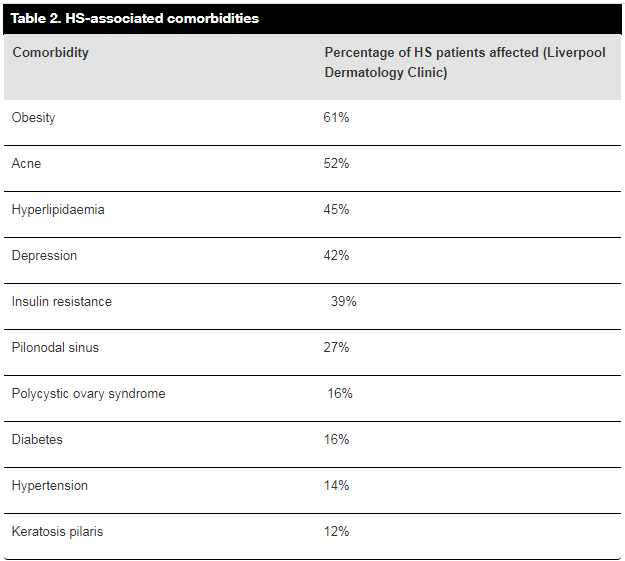 Table 2. HS-associated comorbidities
Comorbidity Percentage of HS patients affected (Liverpool
Dermatology Clinic)
Obesity 61%
Acne 52%
Hyperlipidaemia 45%
Depression 42%
Insulin resistance 39%
Pilonodal sinus 27%
Polycystic ovary syndrome 16%
Diabetes 16%
Hypertension 14%
Keratosis pilaris 12%